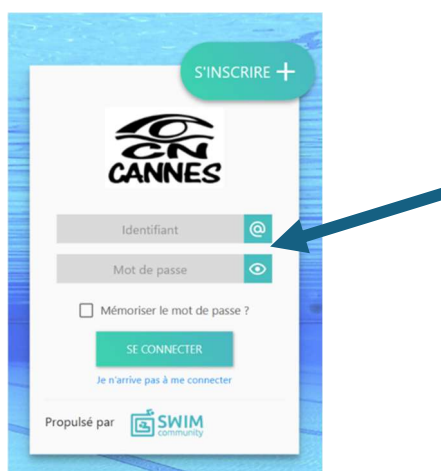 S'INSCRIRE +
CN
CANNES
Identifiant @
Mot de passe
Mémoriser le mot de passe ?
SE CONNECTER
Je n'arrive pas à me connecter
Propulsé par SWIM
community